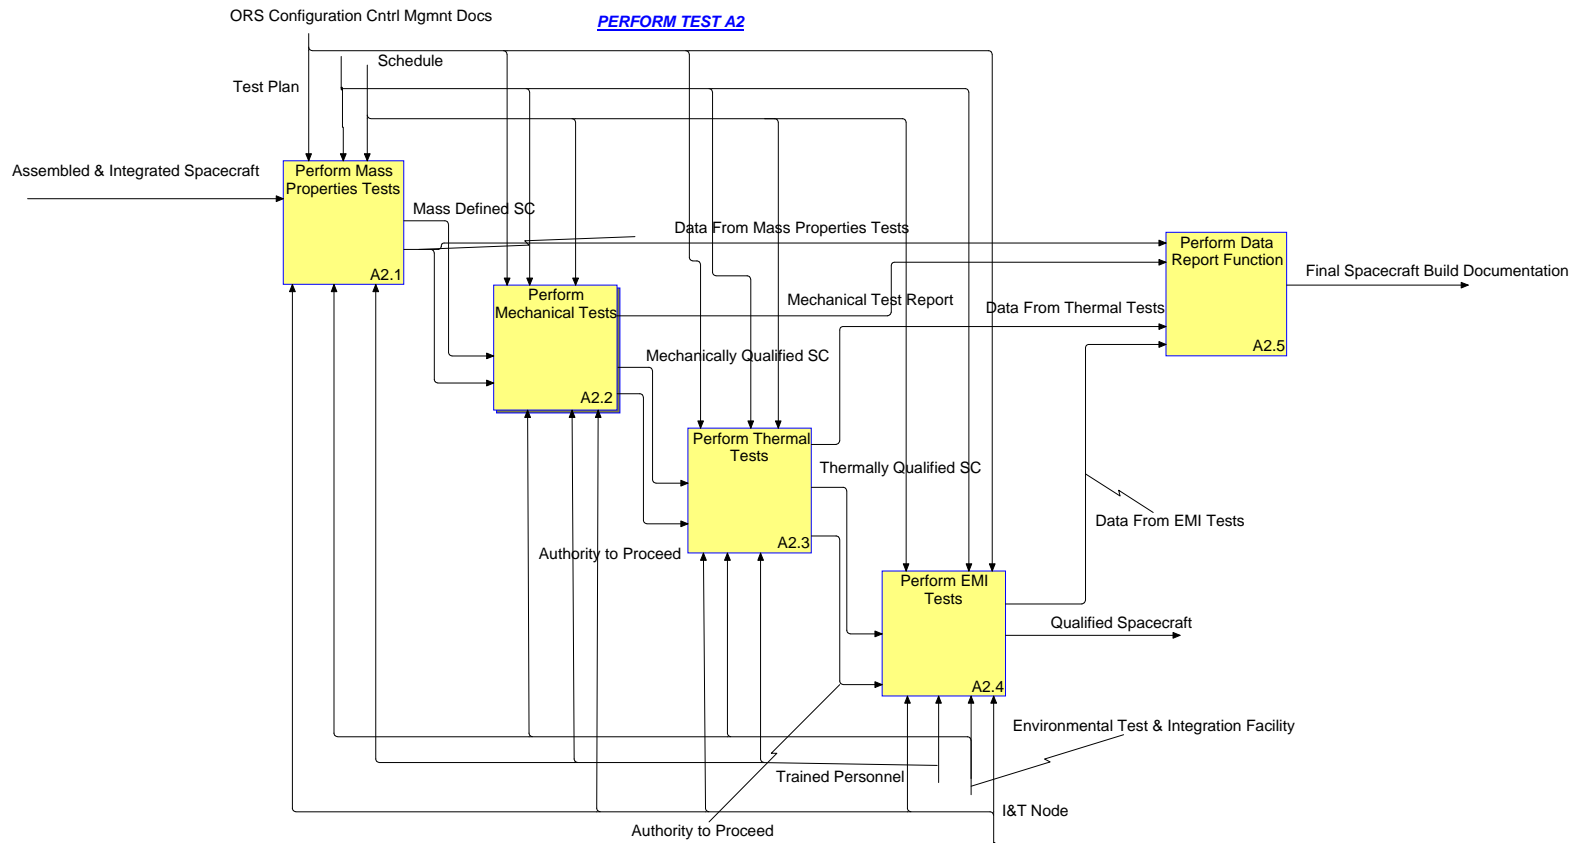 ORS Configuration Cntrl Mgmnt Docs
PERFORM TEST A2
Schedule
Test Plan
Assembled & Integrated Spacecraft
Perform Mass
Properties Tests
A2.1
Mass Defined SC
Data From Mass Properties Tests
Perform Data
Report Function
A2.5
Final Spacecraft Build Documentation
Perform
Mechanical Tests
A2.2
Mechanical Test Report
Data From Thermal Tests
Mechanically Qualified SC
Perform Thermal
Tests
A2.3
Thermally Qualified SC
Data From EMI Tests
Authority to Proceed
Perform EMI
Tests
A2.4
Qualified Spacecraft
Environmental Test & Integration Facility
Trained Personnel
I&T Node
Authority to Proceed